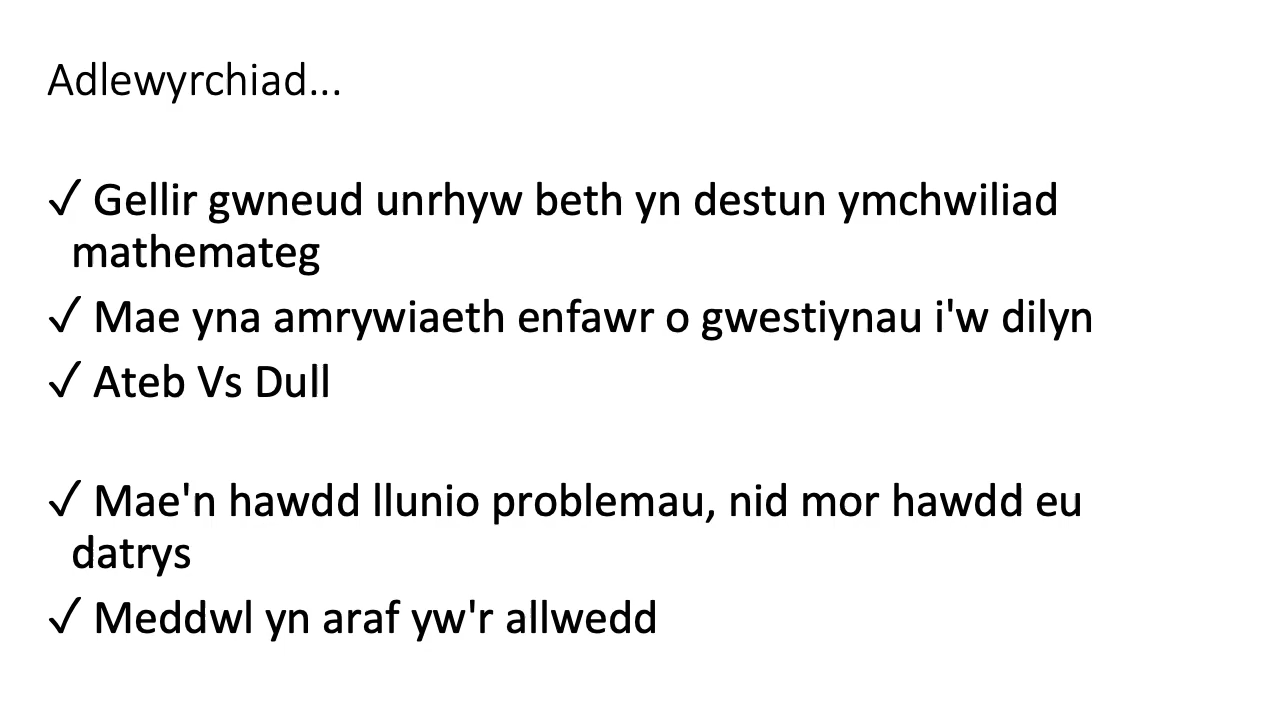 Adlewyrchiad...
✓ Gellir gwneud unrhyw beth yn destun ymchwiliad
mathemateg
✓ Mae yna amrywiaeth enfawr o gwestiynau i'w dilyn
✓ Ateb Vs Dull
✓ Mae'n hawdd llunio problemau, nid mor hawdd eu
datrys
✓ Meddwl yn araf yw'r allwedd